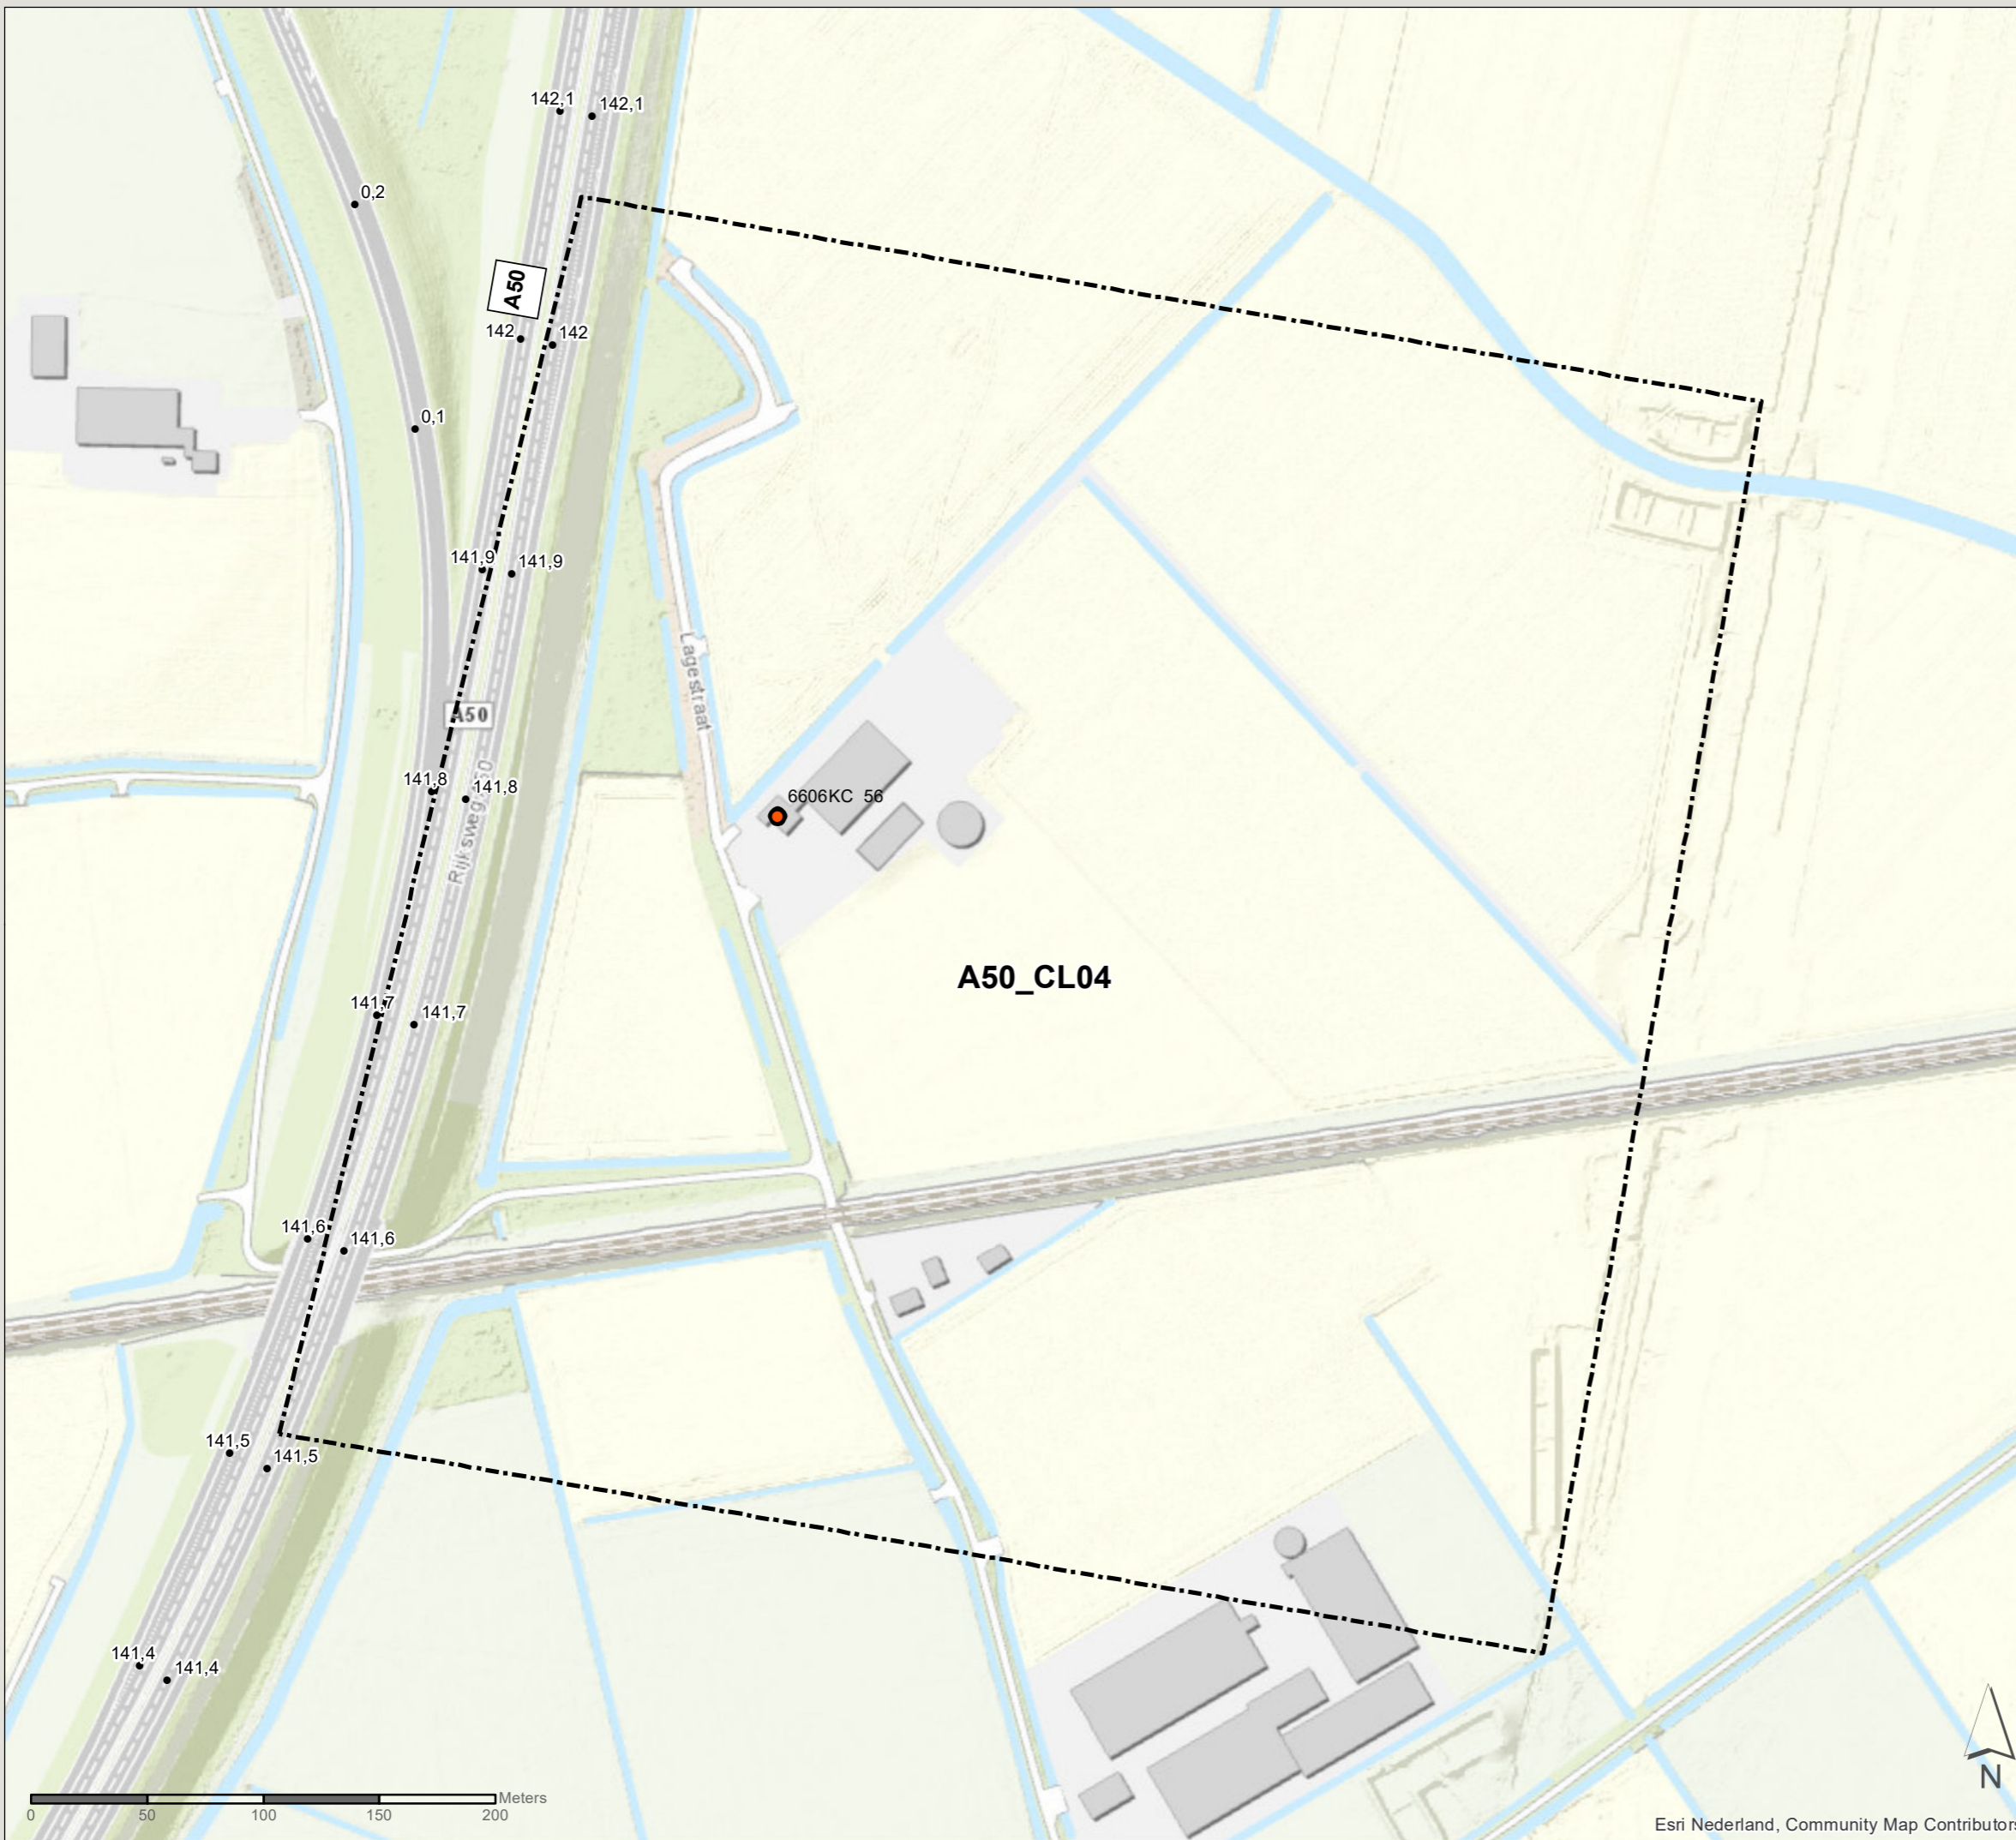 142,1
142,1
0,2
A50
142
142
0,1
141,9
141,9
Lagestraat
A50
141,8
141,8
Rijksweg A50
6606KC 56
A50_CL04
141,7
141,7
141,6
141,6
141,5
141,5
141,4
141,4
Meters
0 50 100 150 200
N
Esri Nederland, Community Map Contributors